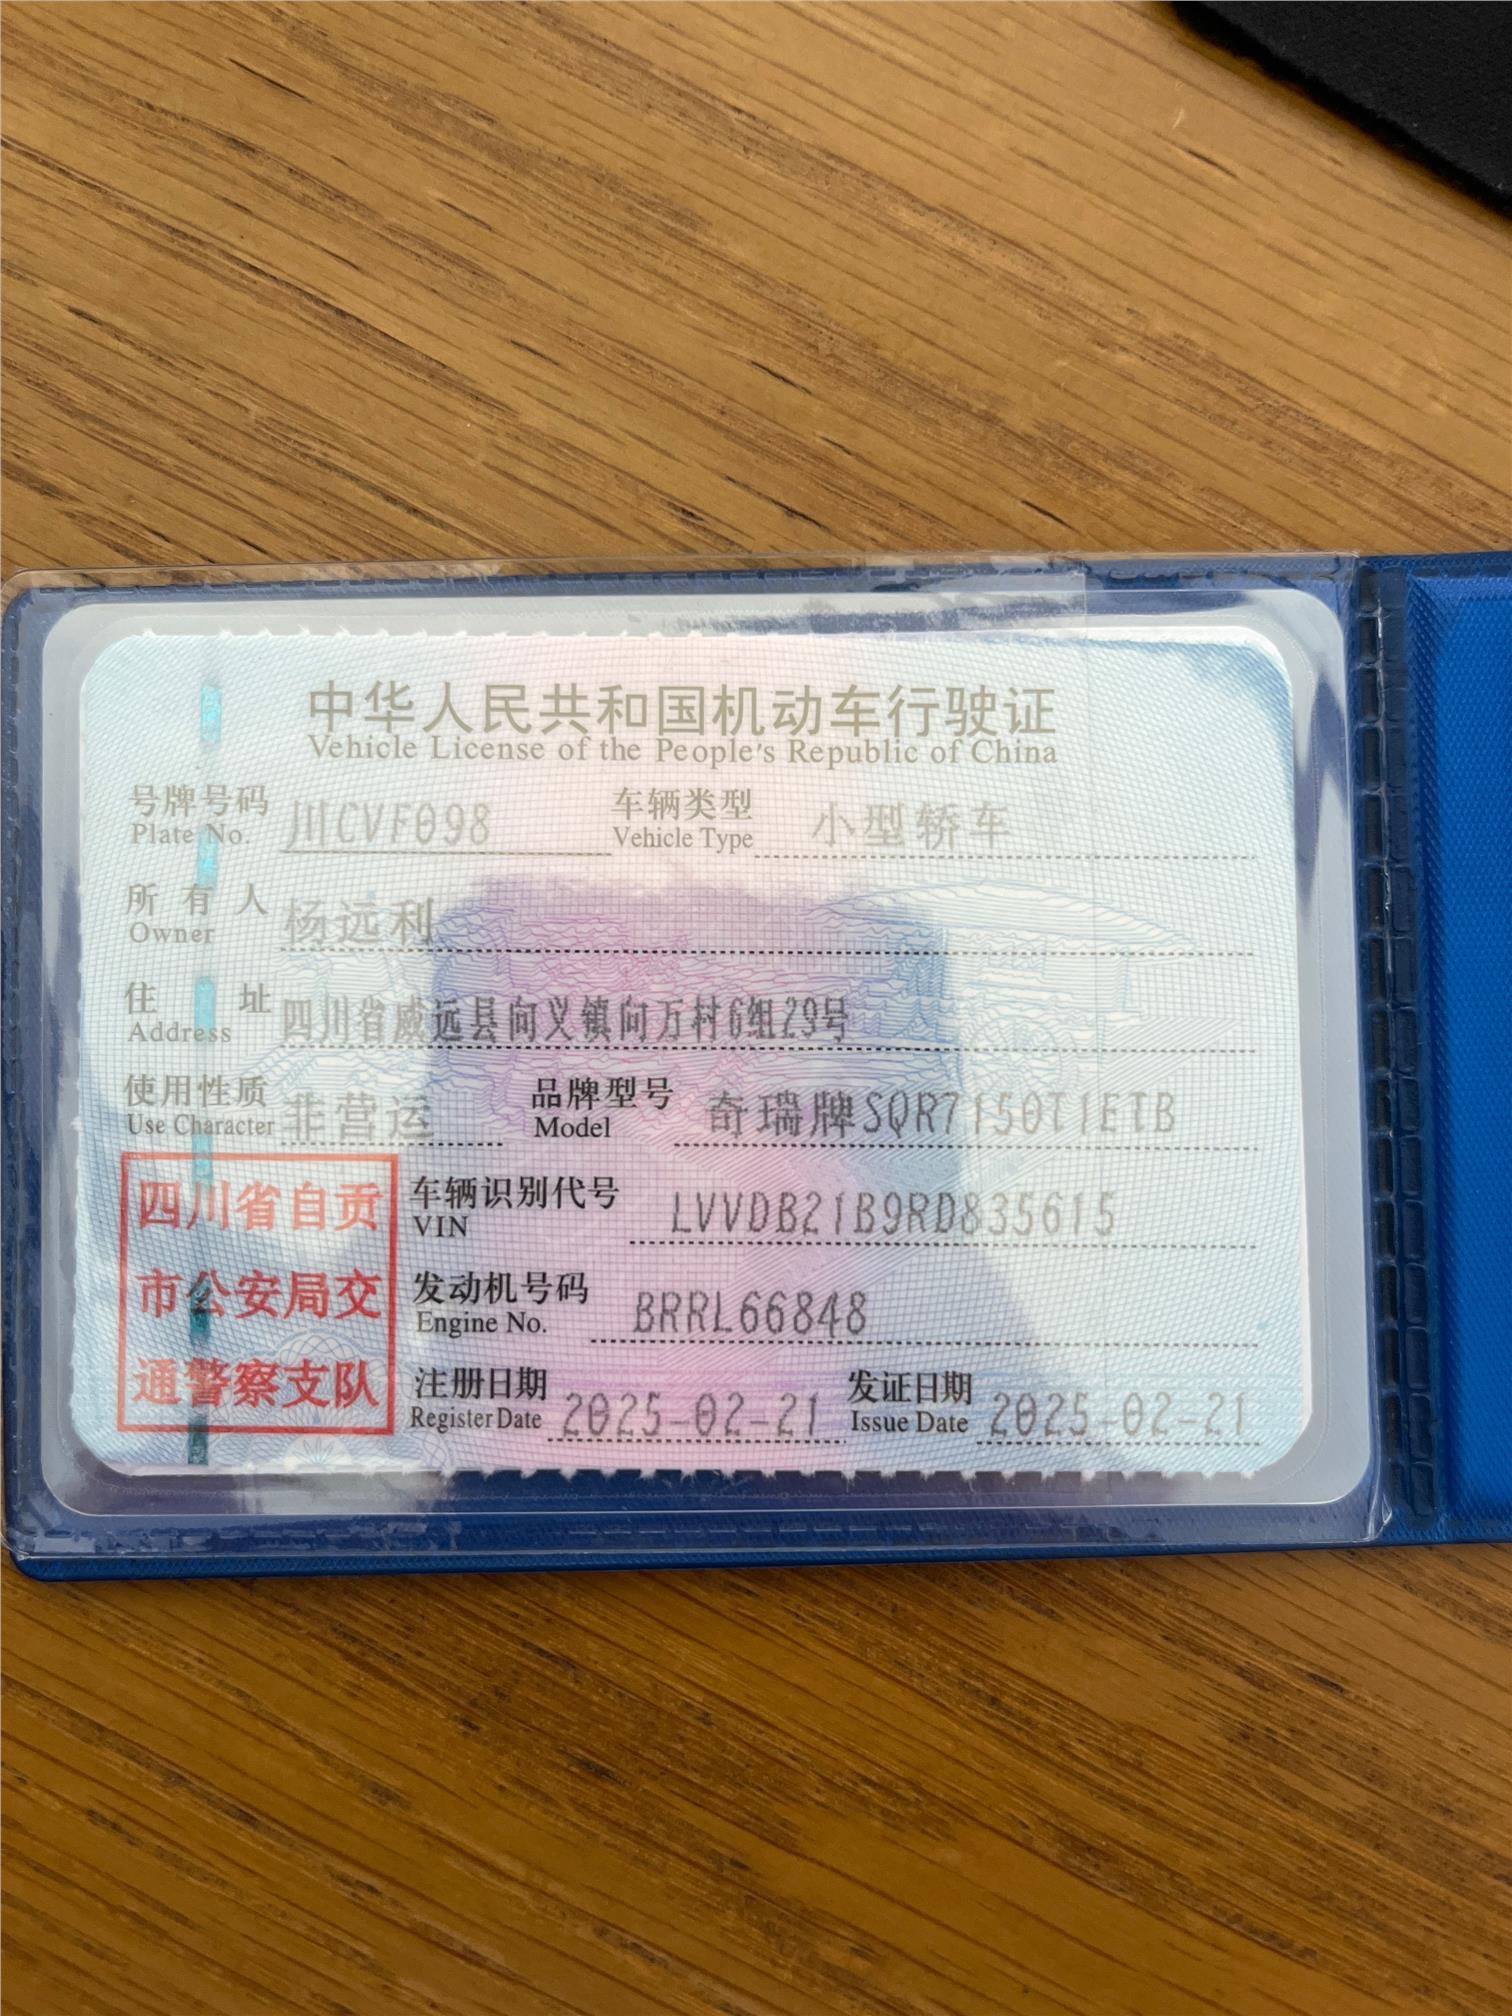 中华人民共和国机动车行驶证
Vehicle License of the People's Republic of China
号牌号码 Plate No. 川CVF098 车辆类型 Vehicle Type 小型轿车
所有人 Owner 杨远利
住址 Address 四川省威远县向义镇向万村6组29号
使用性质 Use Character 非营运 品牌型号 Model 奇瑞牌SQR7150T1ETB
四川省自贡
市公安局交
通警察支队
车辆识别代号 VIN LVVDB21B9RD835615
发动机号码 Engine No. BRRL66848
注册日期 Register Date 2025-02-21 发证日期 Issue Date 2025-02-21